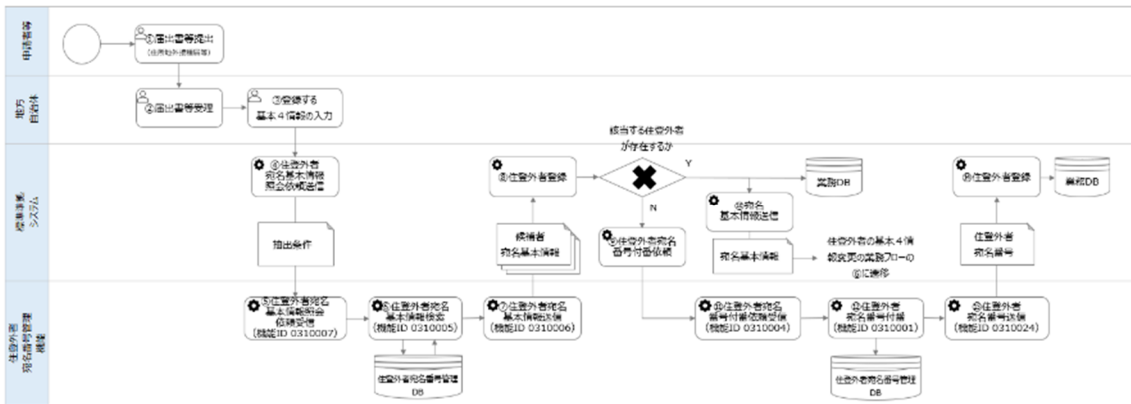 申請者等
①届出書等提出
(住所地外接種届等)
地方
自治体
②届出書等受理
③登録する
基本4情報の入力
標準準拠
システム
④住登外者
宛名基本情報
照会依頼送信
抽出条件
⑧住登外者登録
候補者
宛名基本情報
該当する住登外者
が存在するか
Y
N
住登外者宛名
番号付番依頼
宛名
基本情報送信
宛名基本情報
業務DB
住登外者の基本4情
報変更の業務フローの
⑥に遷移
住登外者登録
業務DB
住登外者
宛名番号
住登外者
宛名番号管理
機能
⑤住登外者宛名
基本情報照会
依頼受信
(機能ID 0310007)
⑥住登外者宛名
基本情報検索
(機能ID 0310005)
⑦住登外者宛名
基本情報送信
(機能ID 0310006)
住登外者宛名番号管理
DB
住登外者宛名
番号付番依頼受信
(機能ID 0310004)
住登外者
宛名番号付番
(機能ID 0310001)
住登外者
宛名番号送信
(機能ID 0310024)
住登外者宛名番号管理
DB